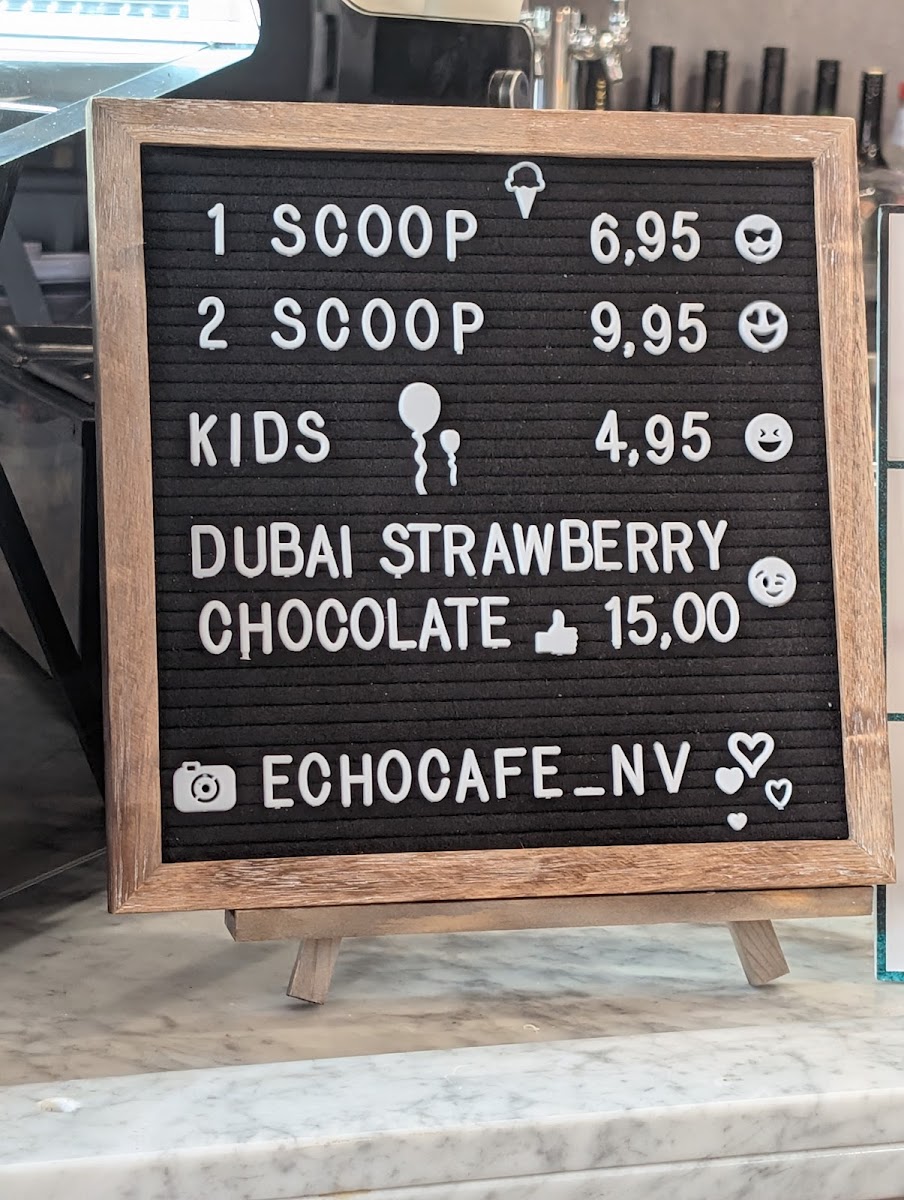 1 SCOOP 6,95
2 SCOOP 9,95
KIDS 4,95
DUBAI STRAWBERRY
CHOCOLATE 15,00
ECHOCAFE_NV